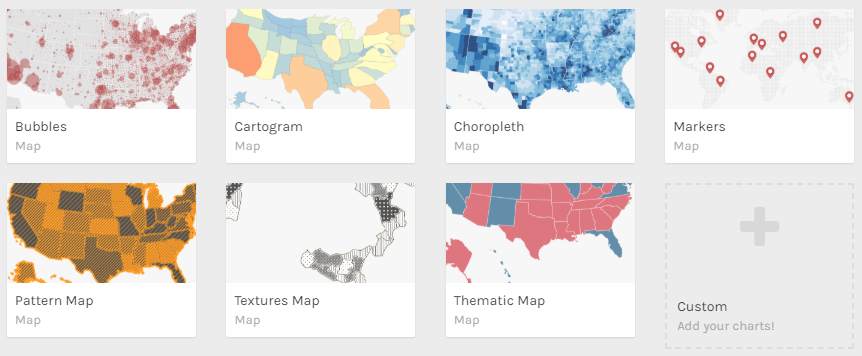 Bubbles
Map
Cartogram
Map
Choropleth
Map
Markers
Map
Pattern Map
Map
Textures Map
Map
Thematic Map
Map
Custom
Add your charts!